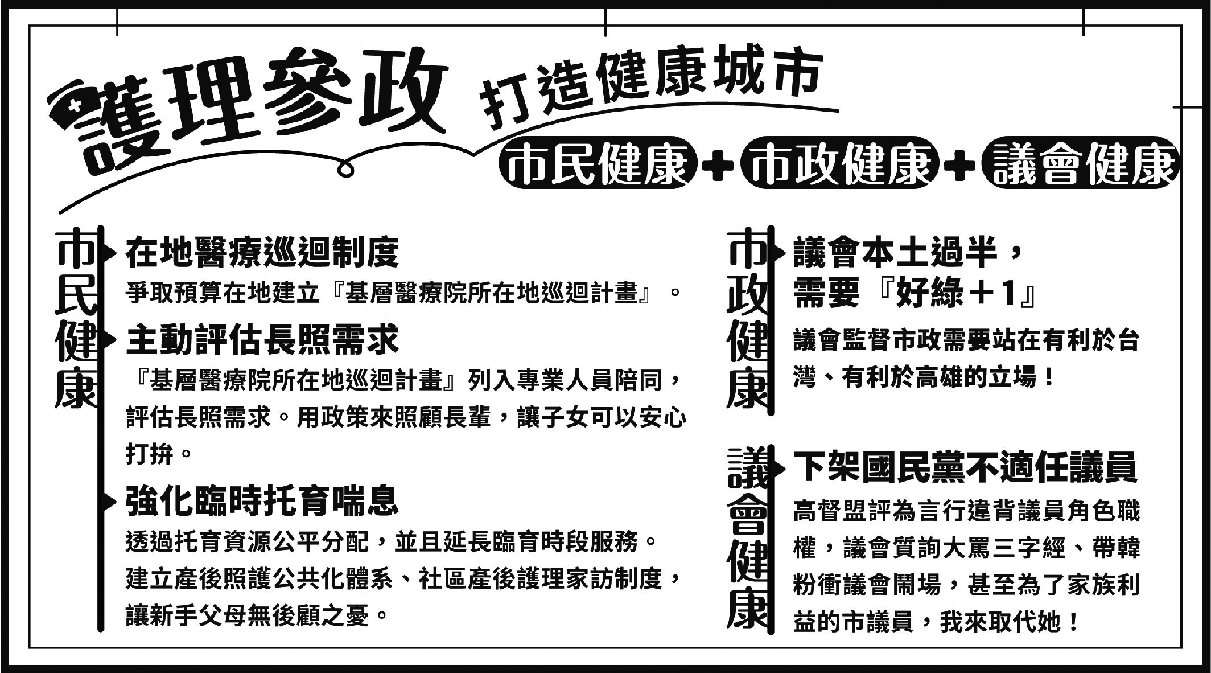 護理參政 打造健康城市
市民健康+市政健康+議會健康
市民健康
在地醫療巡迴制度
爭取預算在地建立『基層醫療院所在地巡迴計畫』。
主動評估長照需求
『基層醫療院所在地巡迴計畫』列入專業人員陪同，
評估長照需求。用政策來照顧長輩，讓子女可以安心
打拚。
強化臨時托育喘息
透過托育資源公平分配，並且延長臨育時段服務。
建立產後照護公共化體系、社區產後護理家訪制度，
讓新手父母無後顧之憂。
市政健康
議會本土過半，
需要『好綠＋1』
議會監督市政需要站在有利於台
灣、有利於高雄的立場！
議會健康
下架國民黨不適任議員
高督盟評為言行違背議員角色職
權，議會質詢大罵三字經、帶韓
粉衝議會鬧場，甚至為了家族利
益的市議員，我來取代她！